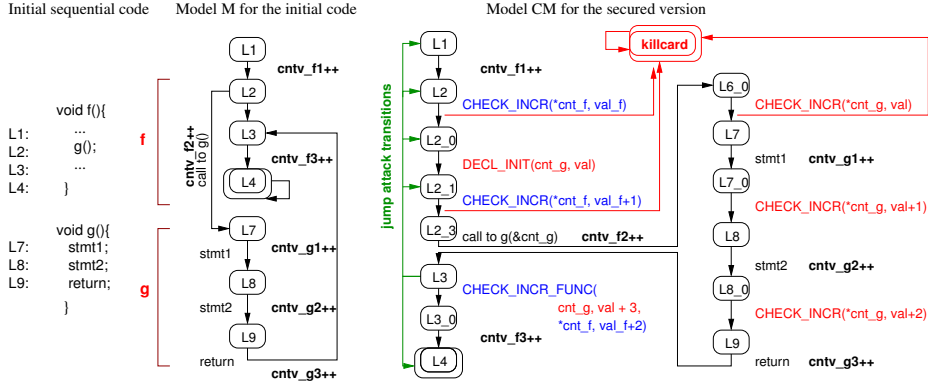 Initial sequential code
Model M for the initial code
Model CM for the secured version
void f(){
L1: ...
L2: g();
L3: ...
L4: }
void g(){
L7: stmt1;
L8: stmt2;
L9: return;
}
f
g
L1
cntv_f1++
L2
cntv_f2++
call to g()
L3
cntv_f3++
L4
L7
stmt1
cntv_g1++
L8
stmt2
cntv_g2++
L9
return
cntv_g3++
jump attack transitions
L1
cntv_f1++
L2
CHECK_INCR(*cnt_f, val_f)
L2_0
DECL_INIT(cnt_g, val)
L2_1
CHECK_INCR(*cnt_f, val_f+1)
L2_3
call to g(&cnt_g)
cntv_f2++
L3
CHECK_INCR_FUNC(
cnt_g, val + 3,
*cnt_f, val_f+2)
L3_0
cntv_f3++
L4
killcard
L6_0
CHECK_INCR(*cnt_g, val)
L7
stmt1
cntv_g1++
L7_0
CHECK_INCR(*cnt_g, val+1)
L8
stmt2
cntv_g2++
L8_0
CHECK_INCR(*cnt_g, val+2)
L9
return
cntv_g3++